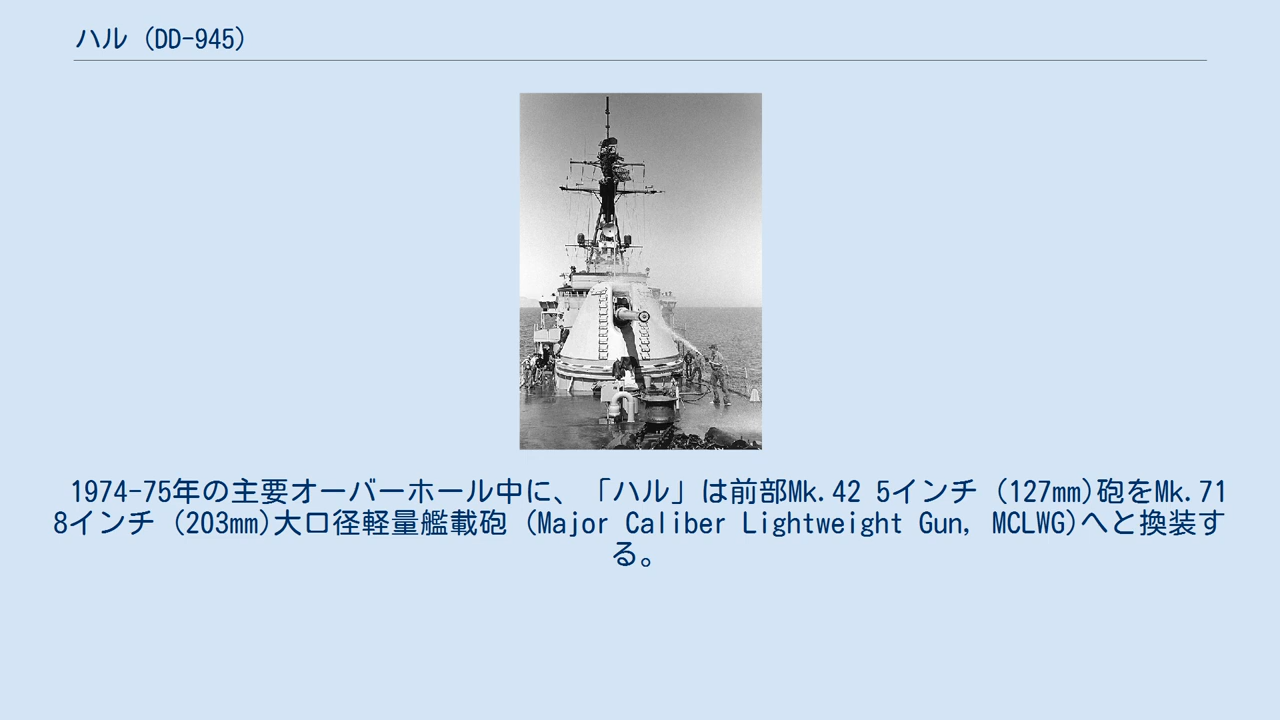 ハル (DD-945)
1974-75年の主要オーバーホール中に、「ハル」は前部Mk.42 5インチ (127mm)砲をMk.71
8インチ (203mm)大口径軽量艦載砲 (Major Caliber Lightweight Gun, MCLWG)へと換装す
る。